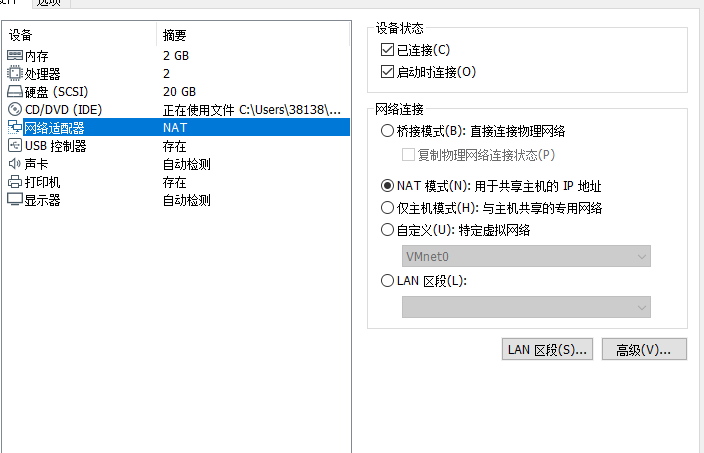 选项
设备 摘要
内存 2 GB
处理器 2
硬盘 (SCSI) 20 GB
CD/DVD (IDE) 正在使用文件 C:\Users\38138\...
网络适配器 NAT
USB 控制器 存在
声卡 自动检测
打印机 存在
显示器 自动检测
设备状态
已连接(C)
启动时连接(O)
网络连接
桥接模式(B): 直接连接物理网络
复制物理网络连接状态(P)
NAT 模式(N): 用于共享主机的 IP 地址
仅主机模式(H): 与主机共享的专用网络
自定义(U): 特定虚拟网络
VMnet0
LAN 区段(L):
LAN 区段(S)... 高级(V)...